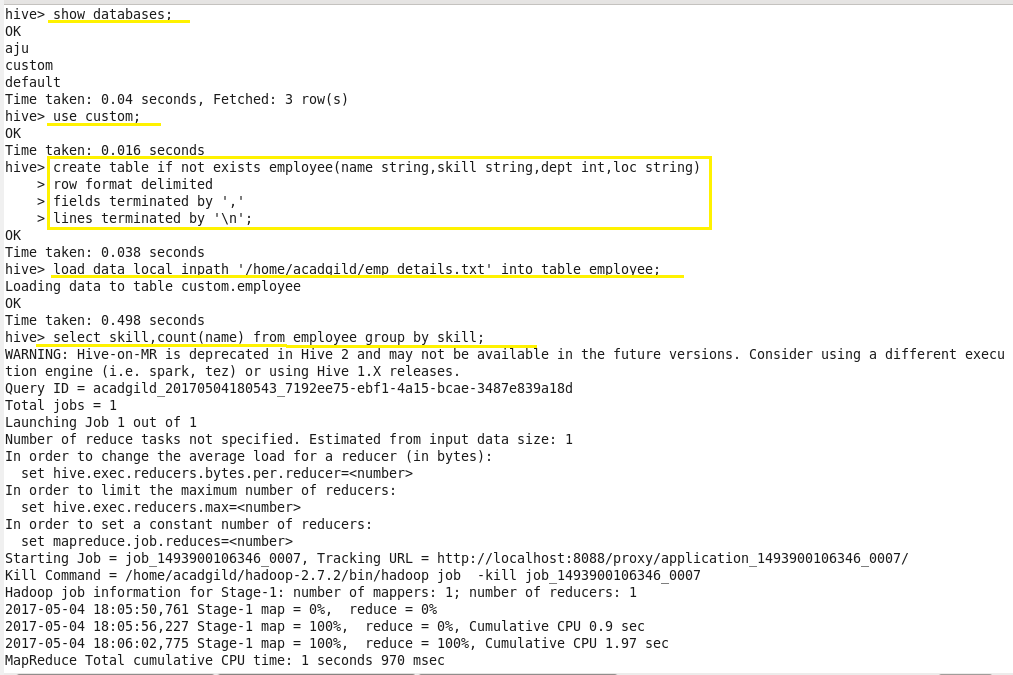 hive> show databases;
OK
aju
custom
default
Time taken: 0.04 seconds, Fetched: 3 row(s)
hive> use custom;
OK
Time taken: 0.016 seconds
hive> create table if not exists employee(name string,skill string,dept int,loc string)
    > row format delimited
    > fields terminated by ','
    > lines terminated by '\n';
OK
Time taken: 0.038 seconds
hive> load data local inpath '/home/acadgild/emp_details.txt' into table employee;
Loading data to table custom.employee
OK
Time taken: 0.498 seconds
hive> select skill,count(name) from employee group by skill;
WARNING: Hive-on-MR is deprecated in Hive 2 and may not be available in the future versions. Consider using a different execu
tion engine (i.e. spark, tez) or using Hive 1.X releases.
Query ID = acadgild_20170504180543_7192ee75-ebf1-4a15-bcae-3487e839a18d
Total jobs = 1
Launching Job 1 out of 1
Number of reduce tasks not specified. Estimated from input data size: 1
In order to change the average load for a reducer (in bytes):
  set hive.exec.reducers.bytes.per.reducer=<number>
In order to limit the maximum number of reducers:
  set hive.exec.reducers.max=<number>
In order to set a constant number of reducers:
  set mapreduce.job.reduces=<number>
Starting Job = job_1493900106346_0007, Tracking URL = http://localhost:8088/proxy/application_1493900106346_0007/
Kill Command = /home/acadgild/hadoop-2.7.2/bin/hadoop job  -kill job_1493900106346_0007
Hadoop job information for Stage-1: number of mappers: 1; number of reducers: 1
2017-05-04 18:05:50,761 Stage-1 map = 0%,  reduce = 0%
2017-05-04 18:05:56,227 Stage-1 map = 100%,  reduce = 0%, Cumulative CPU 0.9 sec
2017-05-04 18:06:02,775 Stage-1 map = 100%,  reduce = 100%, Cumulative CPU 1.97 sec
MapReduce Total cumulative CPU time: 1 seconds 970 msec